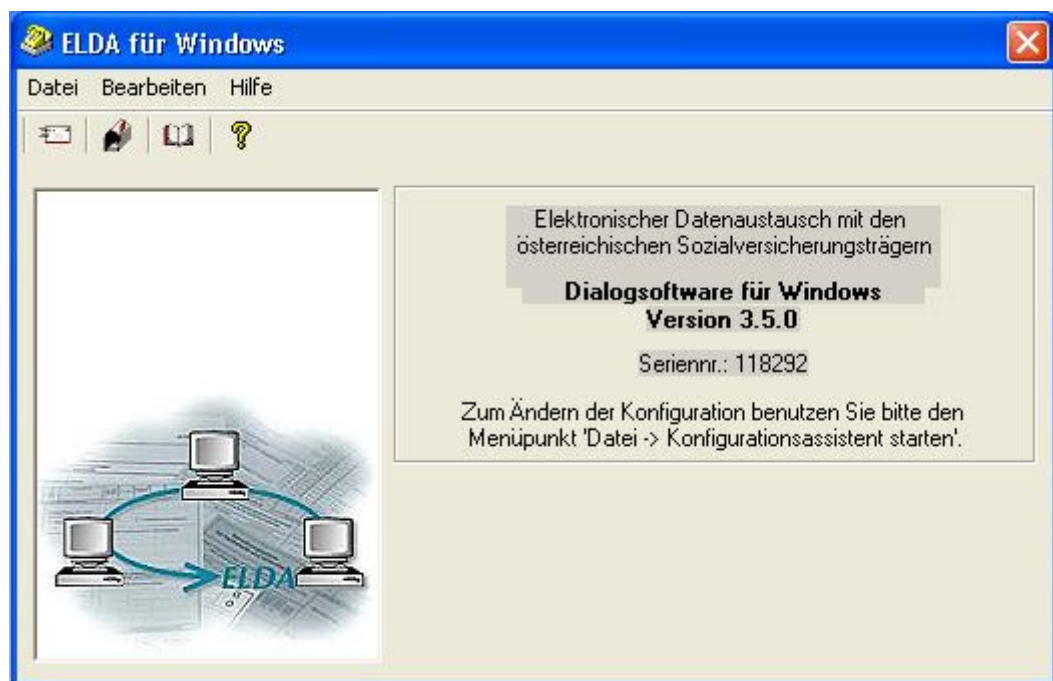 ELDA für Windows
Datei Bearbeiten Hilfe
Elektronischer Datenaustausch mit den
österreichischen Sozialversicherungsträgern
Dialogsoftware für Windows
Version 3.5.0
Seriennr.: 118292
Zum Ändern der Konfiguration benutzen Sie bitte den
Menüpunkt 'Datei -> Konfigurationsassistent starten'.
ELDA